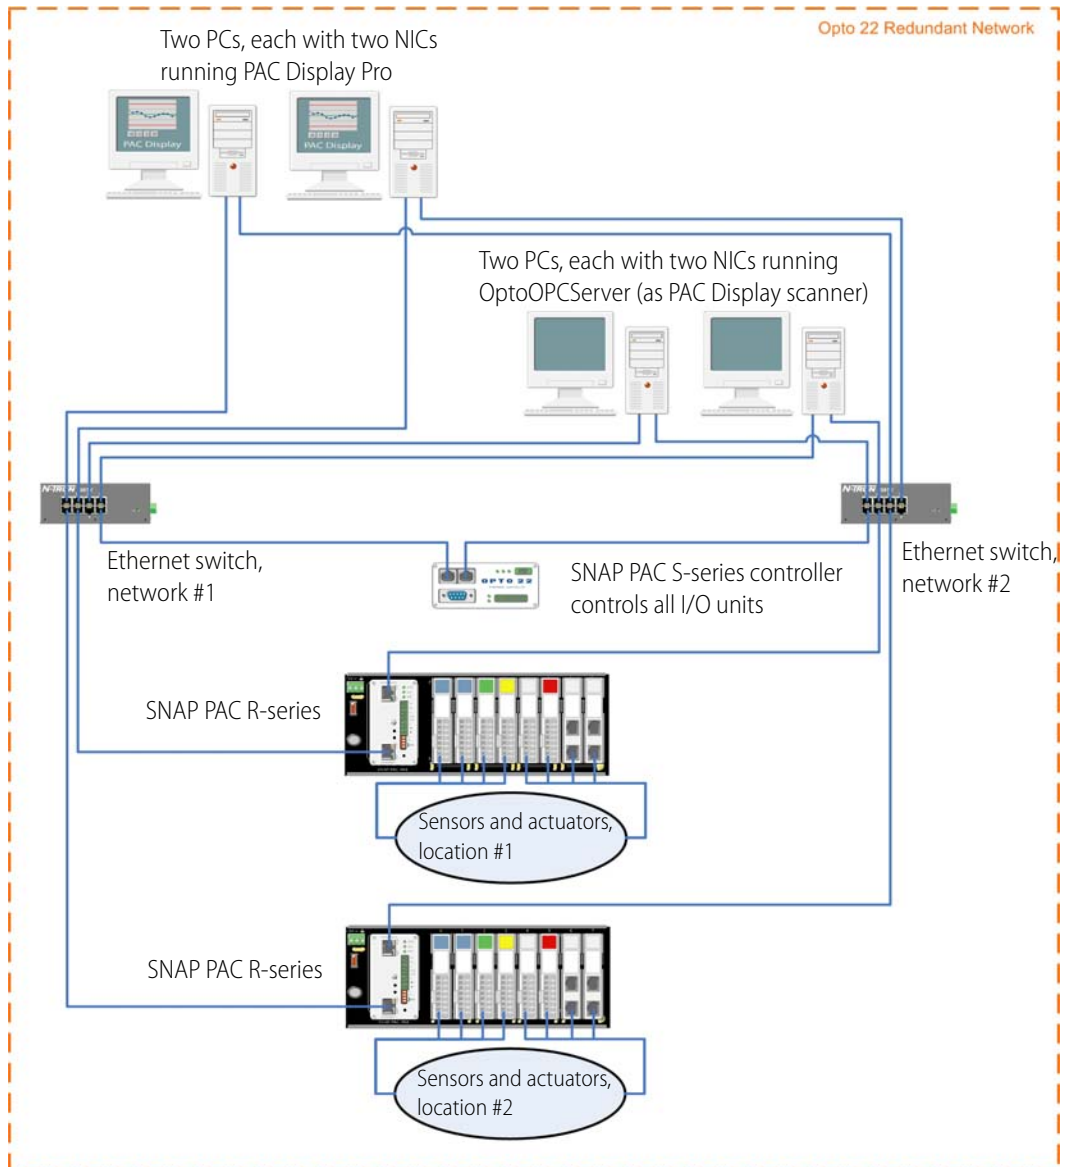 Opto 22 Redundant Network
Two PCs, each with two NICs
running PAC Display Pro
PAC Display
PAC Display
Two PCs, each with two NICs running
OptoOPCServer (as PAC Display scanner)
N-TRON
N-TRON
Ethernet switch,
network #1
Ethernet switch,
network #2
OPTO 22
SNAP PAC S-series controller
controls all I/O units
SNAP PAC R-series
Sensors and actuators,
location #1
SNAP PAC R-series
Sensors and actuators,
location #2